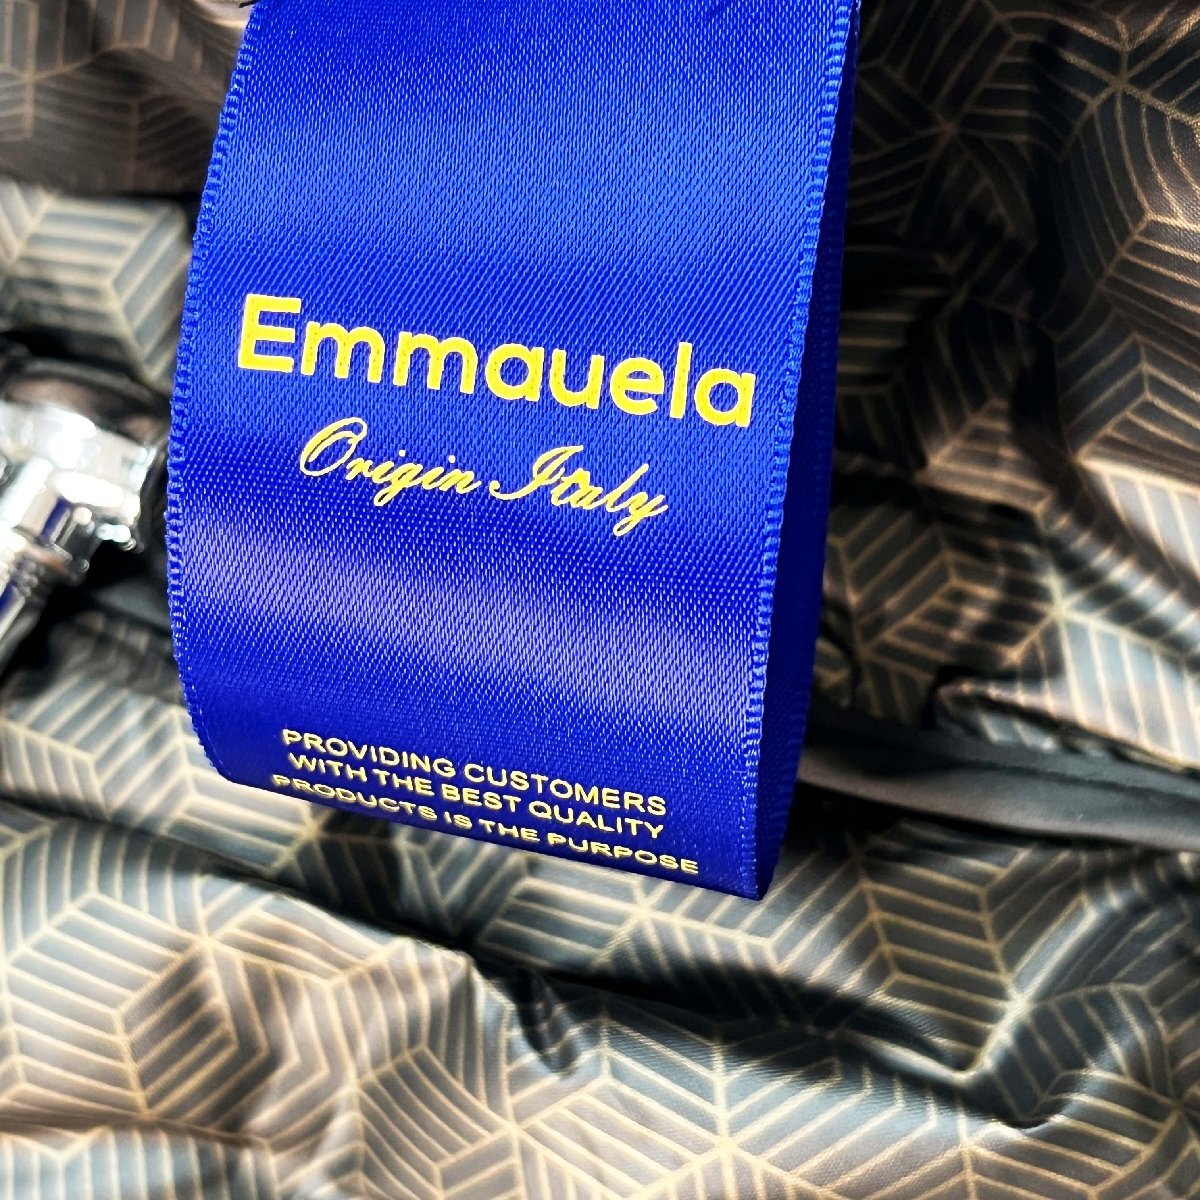 Emmauela
Origin Italy
PROVIDING CUSTOMERS
WITH THE BEST QUALITY
PRODUCTS IS THE PURPOSE